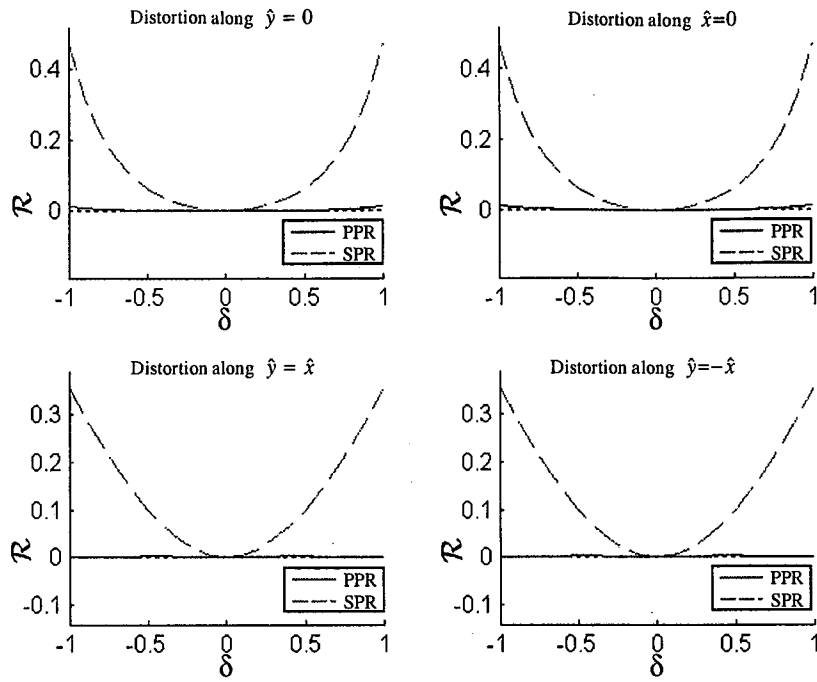 Distortion along ŷ = 0
0.4
0.2
0
ℛ
PPR
SPR
-1 -0.5 0 0.5 1
δ
Distortion along x̂=0
0.4
0.2
0
ℛ
PPR
SPR
-1 -0.5 0 0.5 1
δ
Distortion along ŷ = x̂
0.3
0.2
0.1
0
-0.1
ℛ
PPR
SPR
-1 -0.5 0 0.5 1
δ
Distortion along ŷ=-x̂
0.3
0.2
0.1
0
-0.1
ℛ
PPR
SPR
-1 -0.5 0 0.5 1
δ